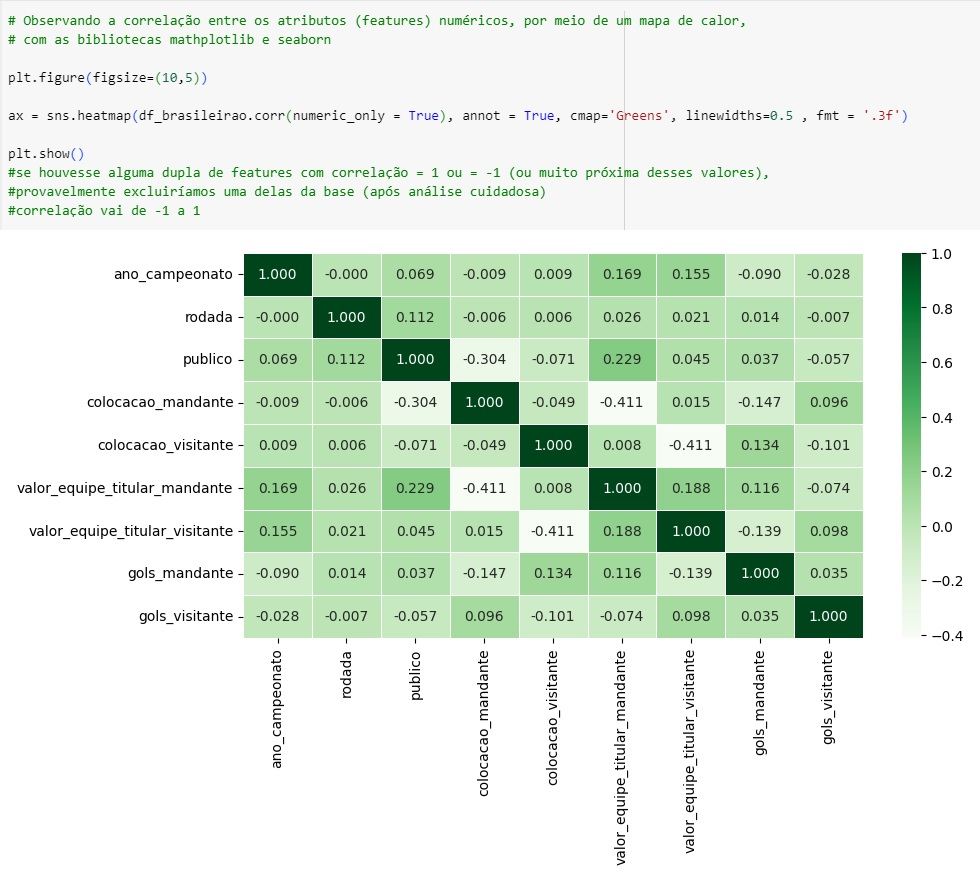 # Observando a correlação entre os atributos (features) numéricos, por meio de um mapa de calor,
# com as bibliotecas mathplotlib e seaborn
plt.figure(figsize=(10,5))
ax = sns.heatmap(df_brasileirao.corr(numeric_only = True), annot = True, cmap='Greens', linewidths=0.5 , fmt = '.3f')
plt.show()
#se houvesse alguma dupla de features com correlação = 1 ou = -1 (ou muito próxima desses valores),
#provavelmente excluiríamos uma delas da base (após análise cuidadosa)
#correlação vai de -1 a 1
ano_campeonato 1.000 -0.000 0.069 -0.009 0.009 0.169 0.155 -0.090 -0.028
rodada -0.000 1.000 0.112 -0.006 0.006 0.026 0.021 0.014 -0.007
publico 0.069 0.112 1.000 -0.304 -0.071 0.229 0.045 0.037 -0.057
colocacao_mandante -0.009 -0.006 -0.304 1.000 -0.049 -0.411 0.015 -0.147 0.096
colocacao_visitante 0.009 0.006 -0.071 -0.049 1.000 0.008 -0.411 0.134 -0.101
valor_equipe_titular_mandante 0.169 0.026 0.229 -0.411 0.008 1.000 0.188 0.116 -0.074
valor_equipe_titular_visitante 0.155 0.021 0.045 0.015 -0.411 0.188 1.000 -0.139 0.098
gols_mandante -0.090 0.014 0.037 -0.147 0.134 0.116 -0.139 1.000 0.035
gols_visitante -0.028 -0.007 -0.057 0.096 -0.101 -0.074 0.098 0.035 1.000
ano_campeonato
rodada
publico
colocacao_mandante
colocacao_visitante
valor_equipe_titular_mandante
valor_equipe_titular_visitante
gols_mandante
gols_visitante
1.0
0.8
0.6
0.4
0.2
0.0
−0.2
−0.4